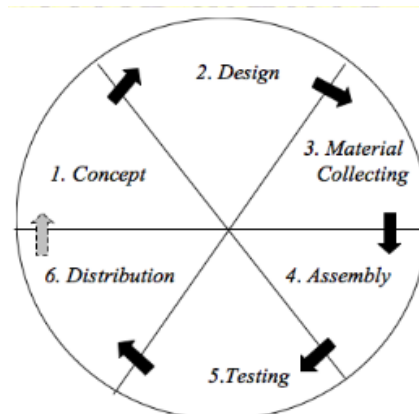 1. Concept
2. Design
3. Material
Collecting
4. Assembly
5.Testing
6. Distribution